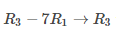 R₃ − 7R₁ → R₃